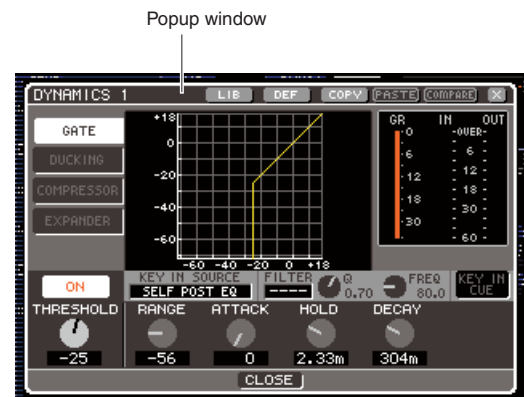 Popup window
DYNAMICS 1 LIB DEF COPY PASTE COMPARE X
GATE
DUCKING
COMPRESSOR
EXPANDER
+18
0
-20
-40
-60
-60 -40 -20 0 +18
GR IN OUT
0 -OVER-
6 6
12 12
18 18
30 30
60
ON
KEY IN SOURCE
SELF POST EQ
FILTER
----
Q
0.70
FREQ
80.0
KEY IN
CUE
THRESHOLD RANGE ATTACK HOLD DECAY
-25 -56 0 2.33m 304m
CLOSE